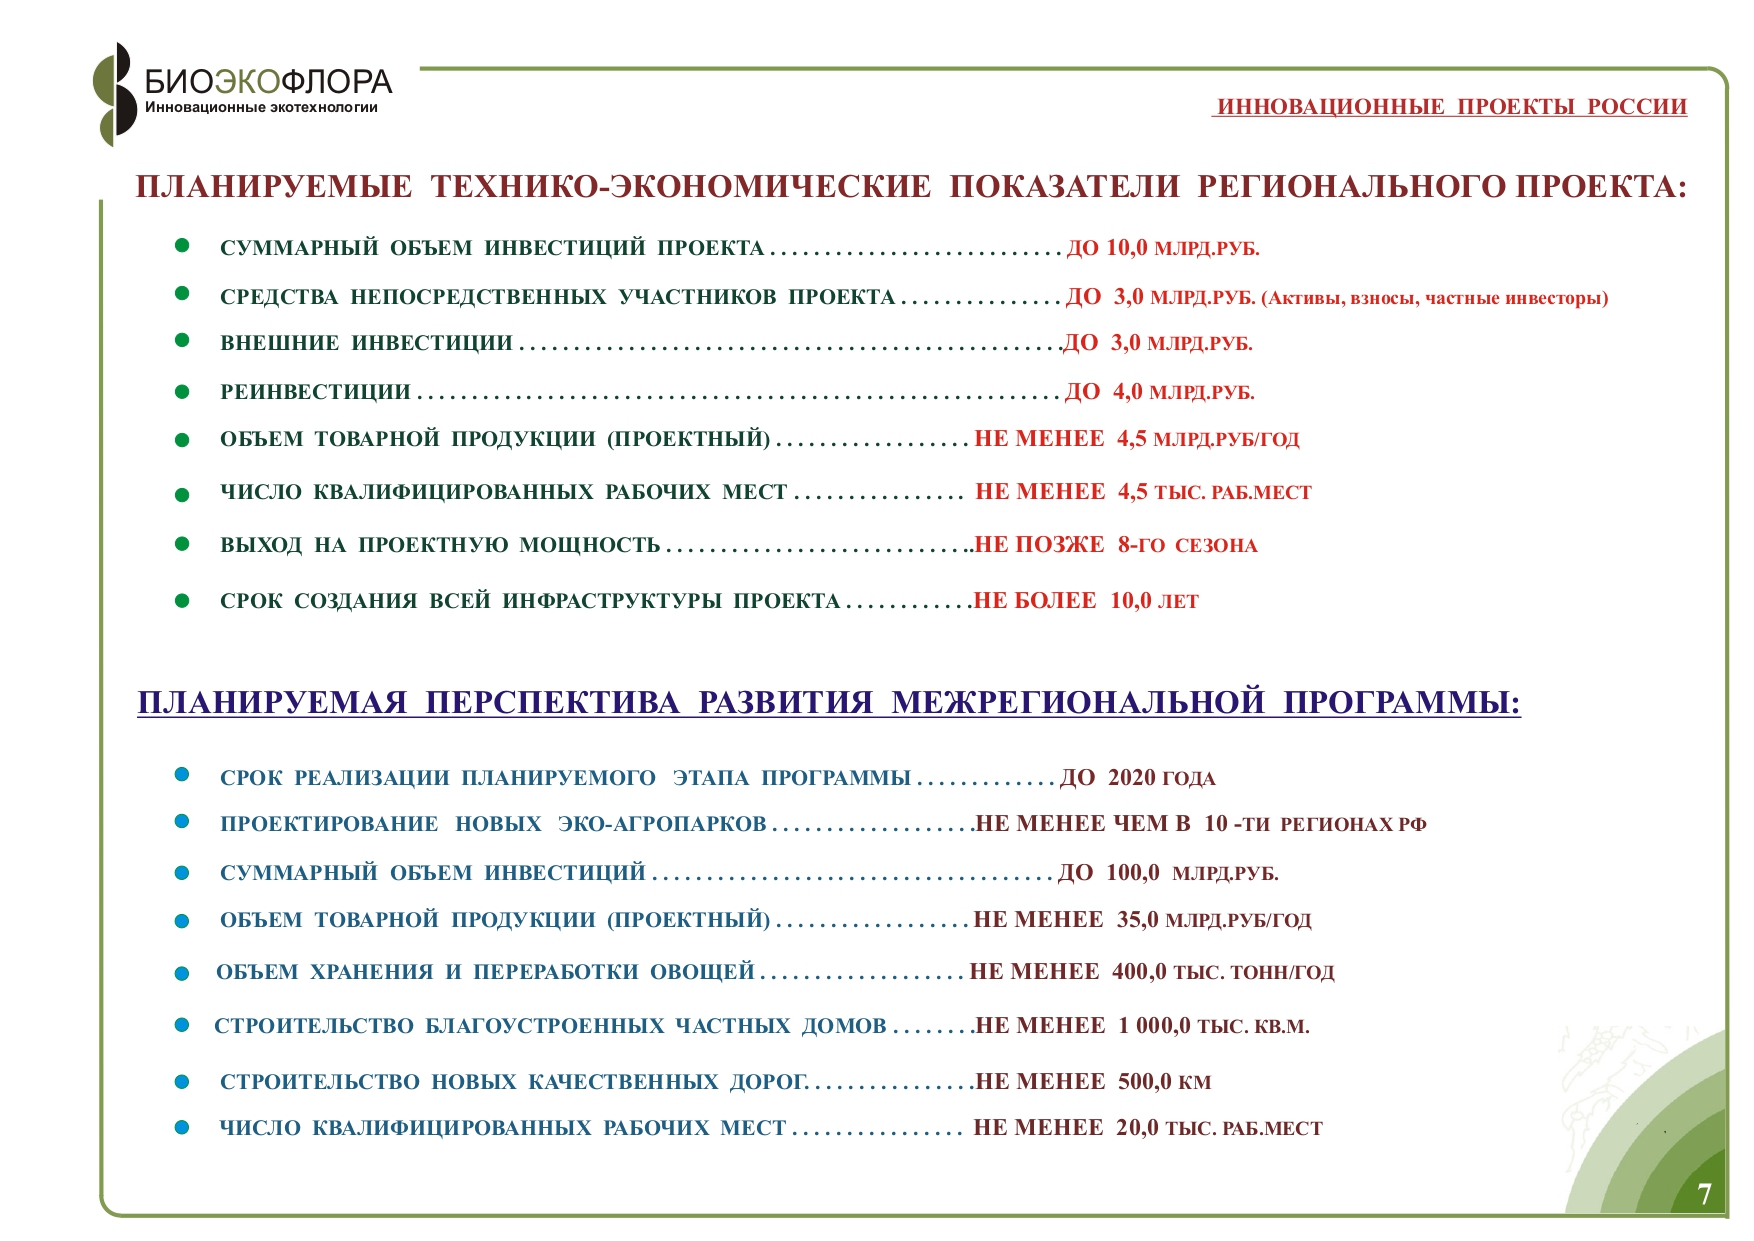 БИОЭКОФЛОРА
Инновационные экотехнологии
ИННОВАЦИОННЫЕ ПРОЕКТЫ РОССИИ
ПЛАНИРУЕМЫЕ ТЕХНИКО-ЭКОНОМИЧЕСКИЕ ПОКАЗАТЕЛИ РЕГИОНАЛЬНОГО ПРОЕКТА:
СУММАРНЫЙ ОБЪЕМ ИНВЕСТИЦИЙ ПРОЕКТА . . . . . . . . . . . . . . . . . . . . . . . . . . . ДО 10,0 МЛРД.РУБ.
СРЕДСТВА НЕПОСРЕДСТВЕННЫХ УЧАСТНИКОВ ПРОЕКТА . . . . . . . . . . . . . . . ДО 3,0 МЛРД.РУБ. (Активы, взносы, частные инвесторы)
ВНЕШНИЕ ИНВЕСТИЦИИ . . . . . . . . . . . . . . . . . . . . . . . . . . . . . . . . . . . . . . . . . . . . . . . . . .ДО 3,0 МЛРД.РУБ.
РЕИНВЕСТИЦИИ . . . . . . . . . . . . . . . . . . . . . . . . . . . . . . . . . . . . . . . . . . . . . . . . . . . . . . . . . . . ДО 4,0 МЛРД.РУБ.
ОБЪЕМ ТОВАРНОЙ ПРОДУКЦИИ (ПРОЕКТНЫЙ) . . . . . . . . . . . . . . . . . . НЕ МЕНЕЕ 4,5 МЛРД.РУБ/ГОД
ЧИСЛО КВАЛИФИЦИРОВАННЫХ РАБОЧИХ МЕСТ . . . . . . . . . . . . . . . . НЕ МЕНЕЕ 4,5 ТЫС. РАБ.МЕСТ
ВЫХОД НА ПРОЕКТНУЮ МОЩНОСТЬ . . . . . . . . . . . . . . . . . . . . . . . . . . . ..НЕ ПОЗЖЕ 8-ГО СЕЗОНА
СРОК СОЗДАНИЯ ВСЕЙ ИНФРАСТРУКТУРЫ ПРОЕКТА . . . . . . . . . . . .НЕ БОЛЕЕ 10,0 ЛЕТ
ПЛАНИРУЕМАЯ ПЕРСПЕКТИВА РАЗВИТИЯ МЕЖРЕГИОНАЛЬНОЙ ПРОГРАММЫ:
СРОК РЕАЛИЗАЦИИ ПЛАНИРУЕМОГО ЭТАПА ПРОГРАММЫ . . . . . . . . . . . . . ДО 2020 ГОДА
ПРОЕКТИРОВАНИЕ НОВЫХ ЭКО-АГРОПАРКОВ . . . . . . . . . . . . . . . . . . .НЕ МЕНЕЕ ЧЕМ В 10 -ТИ РЕГИОНАХ РФ
СУММАРНЫЙ ОБЪЕМ ИНВЕСТИЦИЙ . . . . . . . . . . . . . . . . . . . . . . . . . . . . . . . . . . . . . ДО 100,0 МЛРД.РУБ.
ОБЪЕМ ТОВАРНОЙ ПРОДУКЦИИ (ПРОЕКТНЫЙ) . . . . . . . . . . . . . . . . . . НЕ МЕНЕЕ 35,0 МЛРД.РУБ/ГОД
ОБЪЕМ ХРАНЕНИЯ И ПЕРЕРАБОТКИ ОВОЩЕЙ . . . . . . . . . . . . . . . . . . . НЕ МЕНЕЕ 400,0 ТЫС. ТОНН/ГОД
СТРОИТЕЛЬСТВО БЛАГОУСТРОЕННЫХ ЧАСТНЫХ ДОМОВ . . . . . . . .НЕ МЕНЕЕ 1 000,0 ТЫС. КВ.М.
СТРОИТЕЛЬСТВО НОВЫХ КАЧЕСТВЕННЫХ ДОРОГ. . . . . . . . . . . . . . . .НЕ МЕНЕЕ 500,0 КМ
ЧИСЛО КВАЛИФИЦИРОВАННЫХ РАБОЧИХ МЕСТ . . . . . . . . . . . . . . . . НЕ МЕНЕЕ 20,0 ТЫС. РАБ.МЕСТ
7